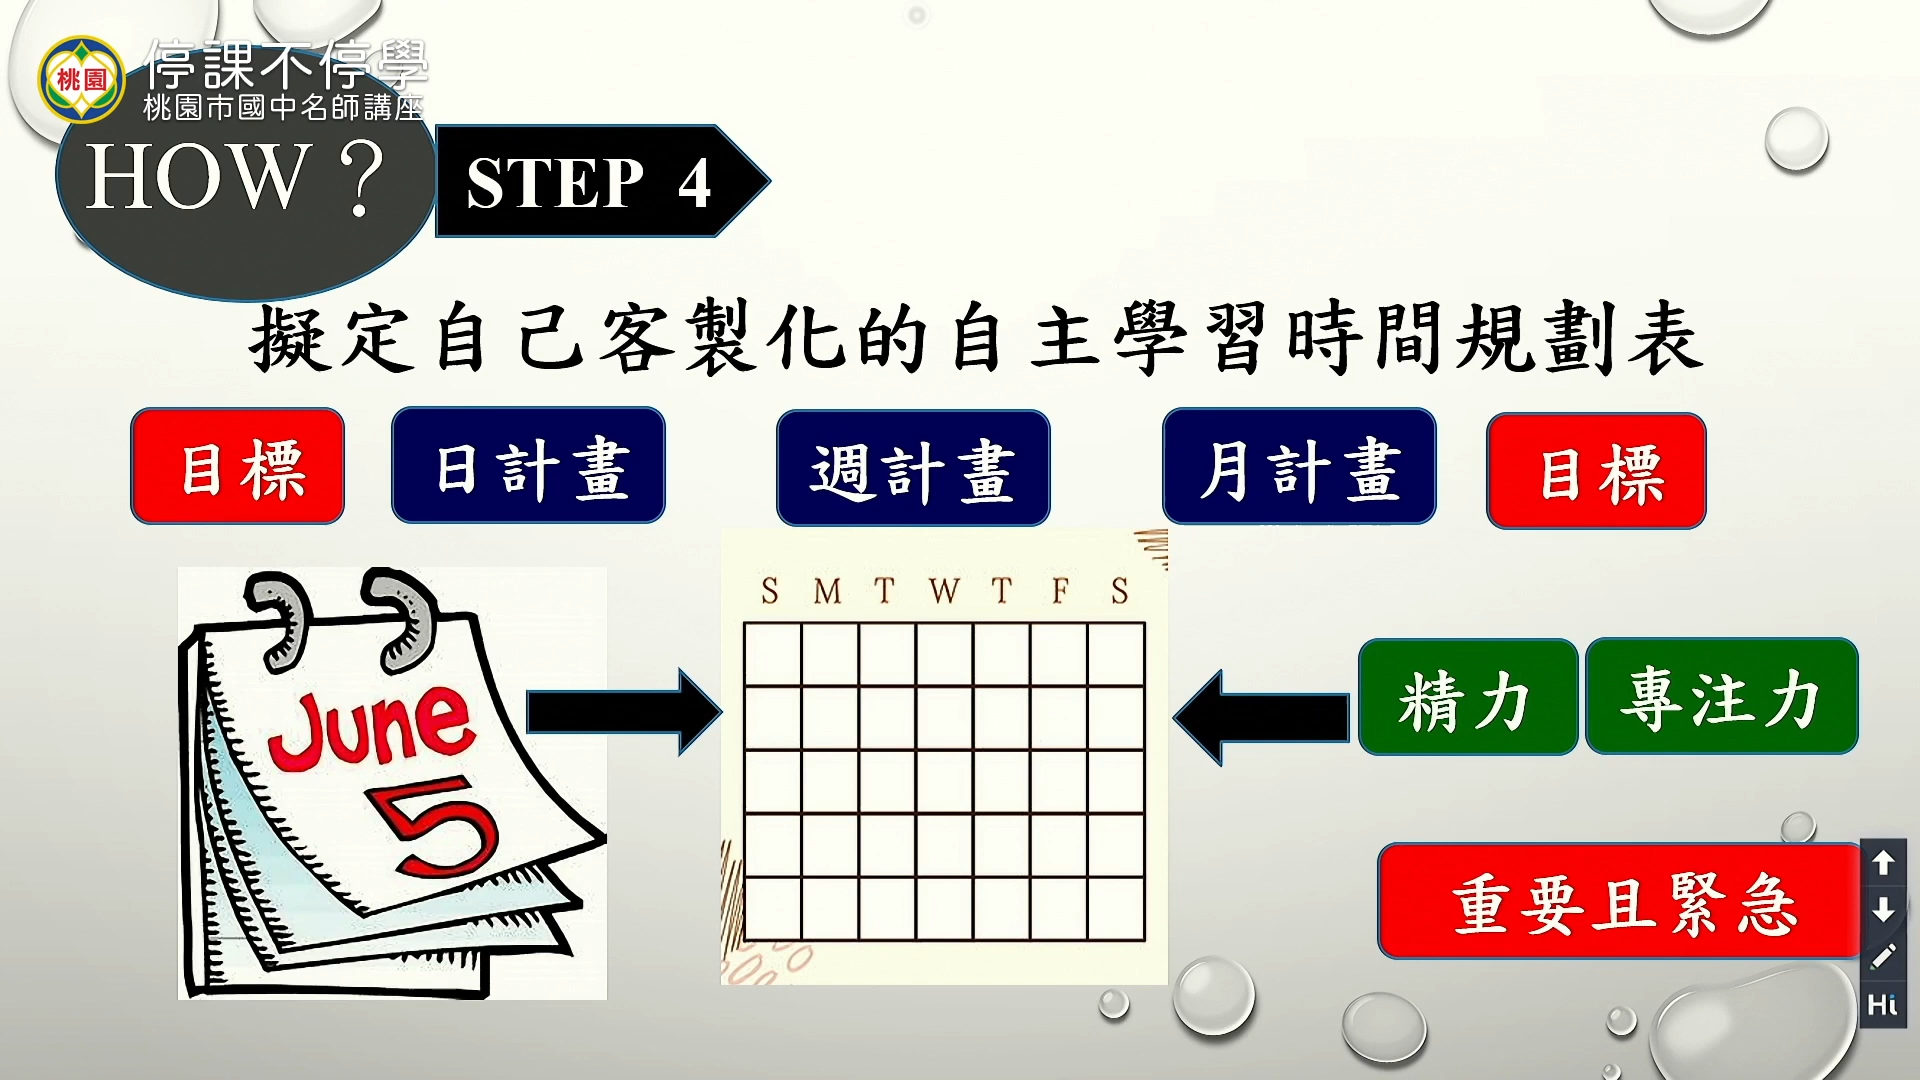 停課不停學
桃園
桃園市國中名師講座
HOW？
STEP 4
擬定自己客製化的自主學習時間規劃表
目標
日計畫
週計畫
月計畫
目標
June
5
S M T W T F S
精力
專注力
重要且緊急
Hi